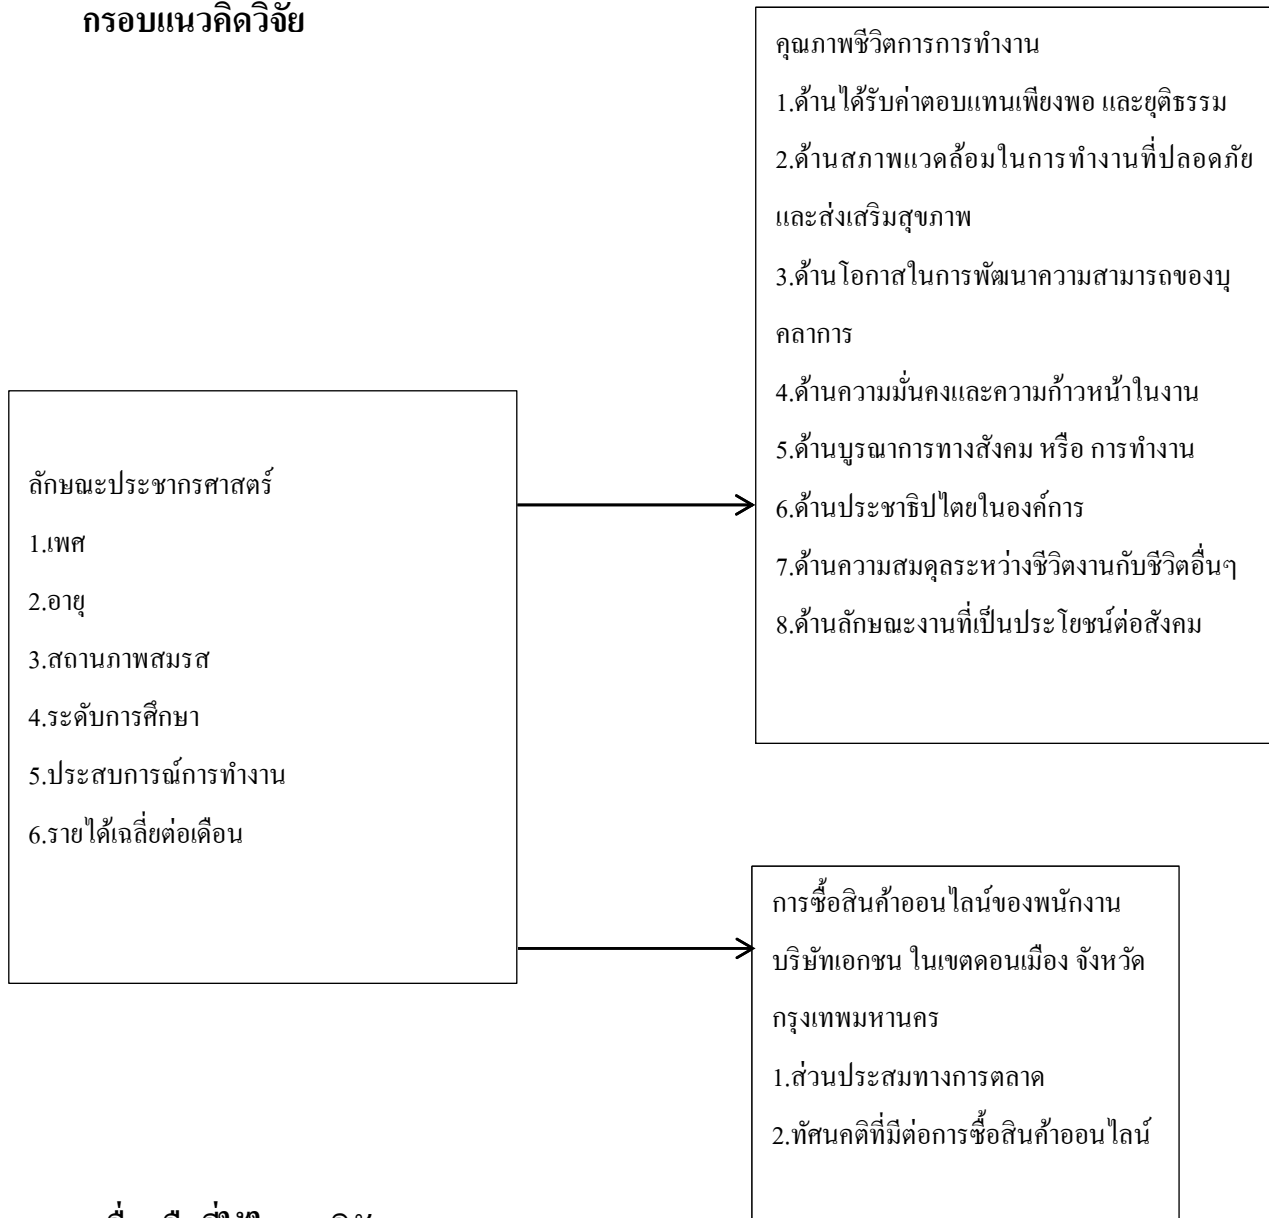 กรอบแนวคิดวิจัย
คุณภาพชีวิตการการทำงาน
1.ด้านได้รับค่าตอบแทนเพียงพอ และยุติธรรม
2.ด้านสภาพแวดล้อมในการทำงานที่ปลอดภัย
และส่งเสริมสุขภาพ
3.ด้านโอกาสในการพัฒนาความสามารถของบุ
คลาการ
4.ด้านความมั่นคงและความก้าวหน้าในงาน
5.ด้านบูรณาการทางสังคม หรือ การทำงาน
6.ด้านประชาธิปไตยในองค์การ
7.ด้านความสมดุลระหว่างชีวิตงานกับชีวิตอื่นๆ
8.ด้านลักษณะงานที่เป็นประโยชน์ต่อสังคม
ลักษณะประชากรศาสตร์
1.เพศ
2.อายุ
3.สถานภาพสมรส
4.ระดับการศึกษา
5.ประสบการณ์การทำงาน
6.รายได้เฉลี่ยต่อเดือน
การซื้อสินค้าออนไลน์ของพนักงาน
บริษัทเอกชน ในเขตดอนเมือง จังหวัด
กรุงเทพมหานคร
1.ส่วนประสมทางการตลาด
2.ทัศนคติที่มีต่อการซื้อสินค้าออนไลน์